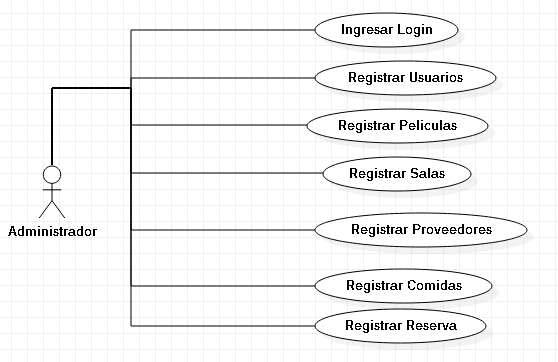 Ingresar Login
Registrar Usuarios
Registrar Peliculas
Registrar Salas
Administrador
Registrar Proveedores
Registrar Comidas
Registrar Reserva